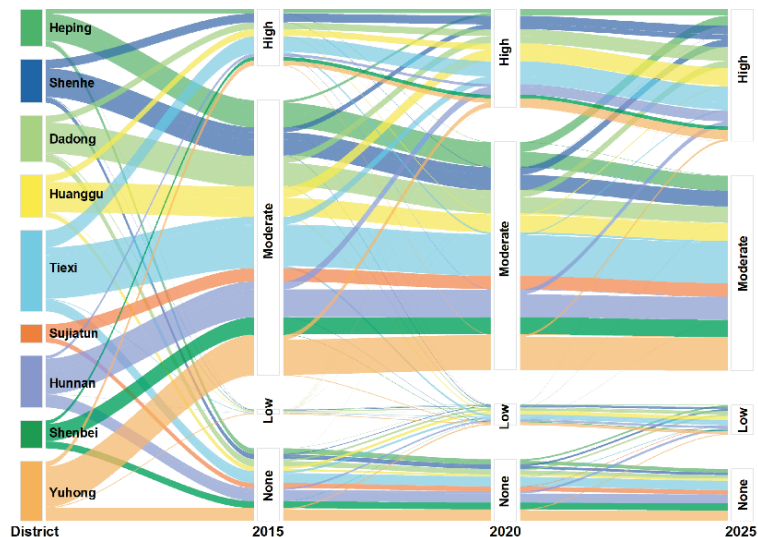 Heping
Shenhe
Dadong
Huanggu
Tiexi
Sujiatun
Hunnan
Shenbei
Yuhong
High
Moderate
Low
None
High
Moderate
Low
None
High
Moderate
Low
None
District 2015 2020 2025